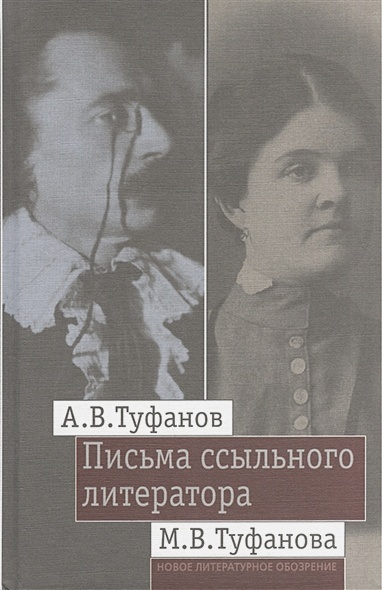 А.В.Туфанов
Письма ссыльного
литератора
М.В.Туфанова
НОВОЕ ЛИТЕРАТУРНОЕ ОБОЗРЕНИЕ